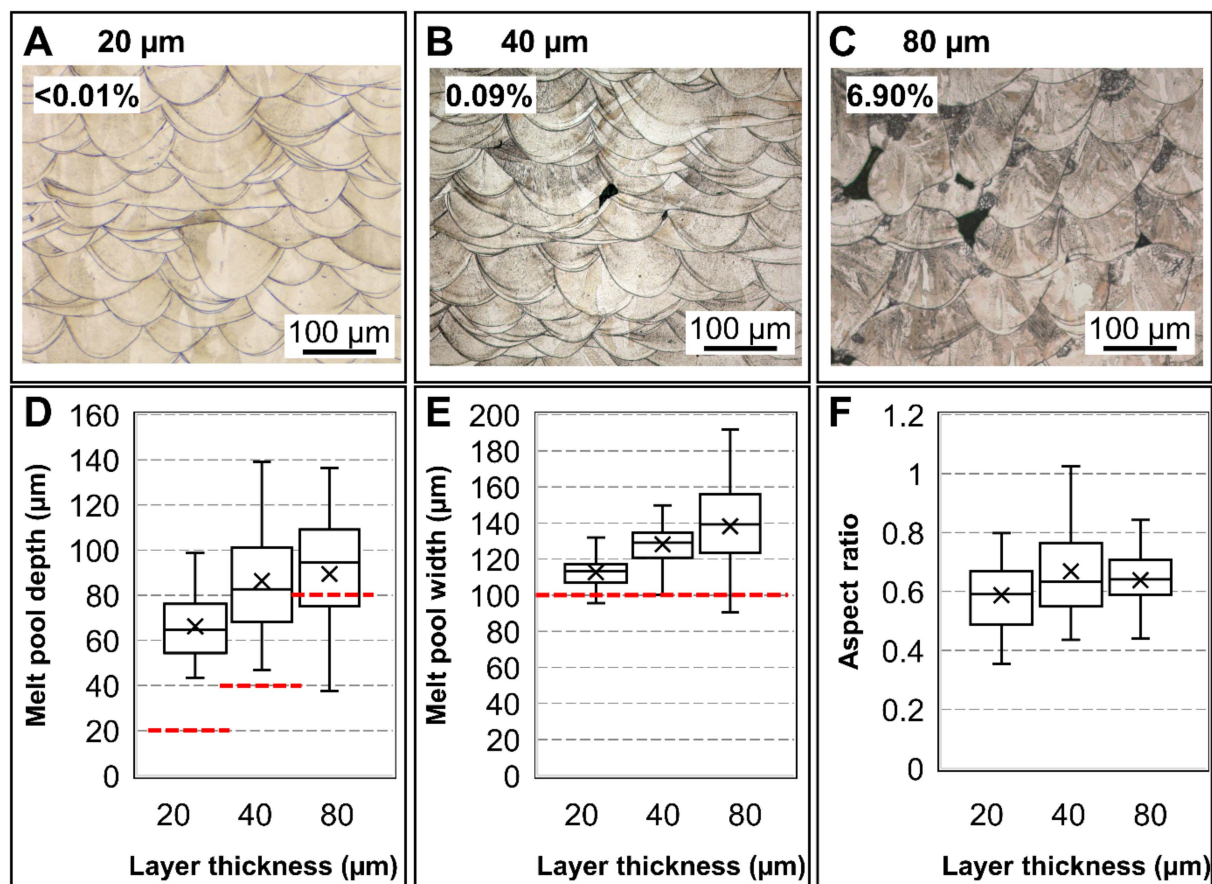 A 20 µm
<0.01%
100 µm
B 40 µm
0.09%
100 µm
C 80 µm
6.90%
100 µm
D
Melt pool depth (µm)
160
140
120
100
80
60
40
20
0
20 40 80
Layer thickness (µm)
E
Melt pool width (µm)
200
180
160
140
120
100
80
60
40
20
0
20 40 80
Layer thickness (µm)
F
Aspect ratio
1.2
1
0.8
0.6
0.4
0.2
0
20 40 80
Layer thickness (µm)